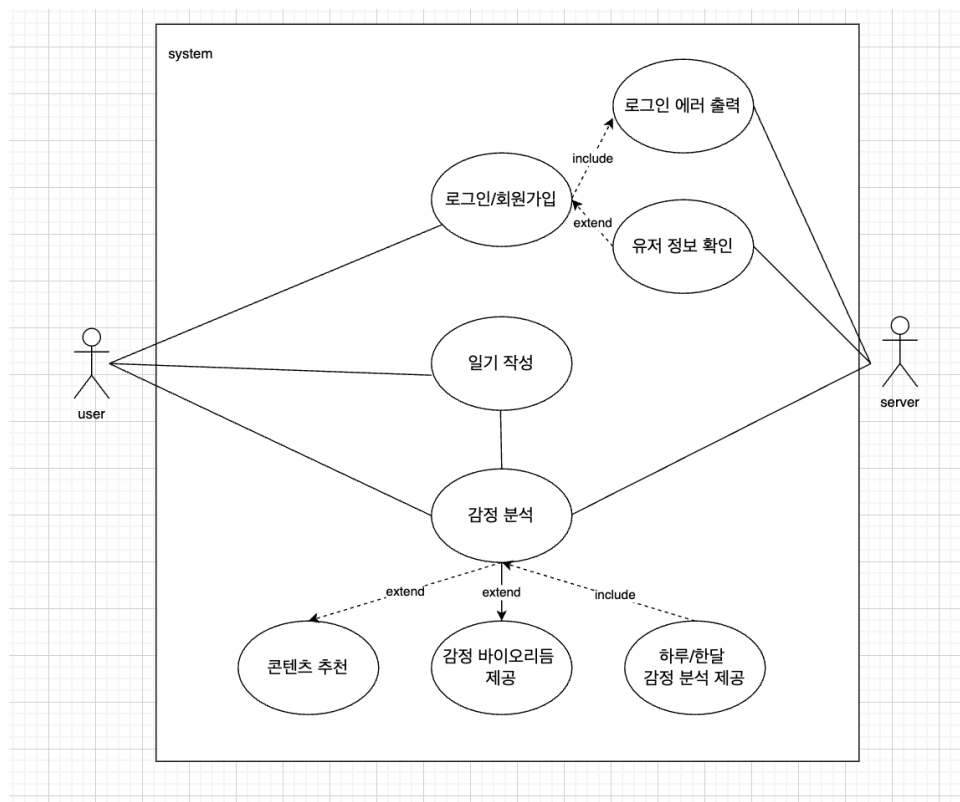 system
로그인 에러 출력
include
로그인/회원가입
extend
유저 정보 확인
일기 작성
user
server
감정 분석
extend
extend
include
콘텐츠 추천
감정 바이오리듬
제공
하루/한달
감정 분석 제공